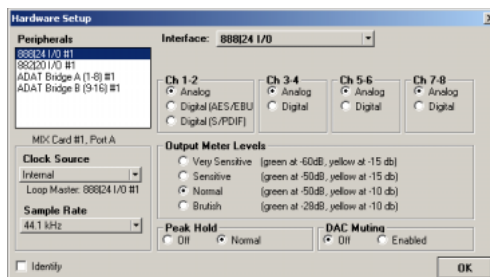 Hardware Setup
Peripherals
888|24 I/O #1
882|20 I/O #1
ADAT Bridge A (1-8) #1
ADAT Bridge B (9-16) #1
MIX Card #1, Port A
Clock Source
Internal
Loop Master: 888|24 I/O #1
Sample Rate
44.1 kHz
Identify
Interface: 888|24 I/O
Ch 1-2
Analog
Digital (AES/EBU
Digital (S/PDIF)
Ch 3-4
Analog
Digital
Ch 5-6
Analog
Digital
Ch 7-8
Analog
Digital
Output Meter Levels
Very Sensitive (green at -60dB, yellow at -15 db)
Sensitive (green at -50dB, yellow at -15 db)
Normal (green at -50dB, yellow at -10 db)
Brutish (green at -28dB, yellow at -10 db)
Peak Hold
Off Normal
DAC Muting
Off Enabled
OK